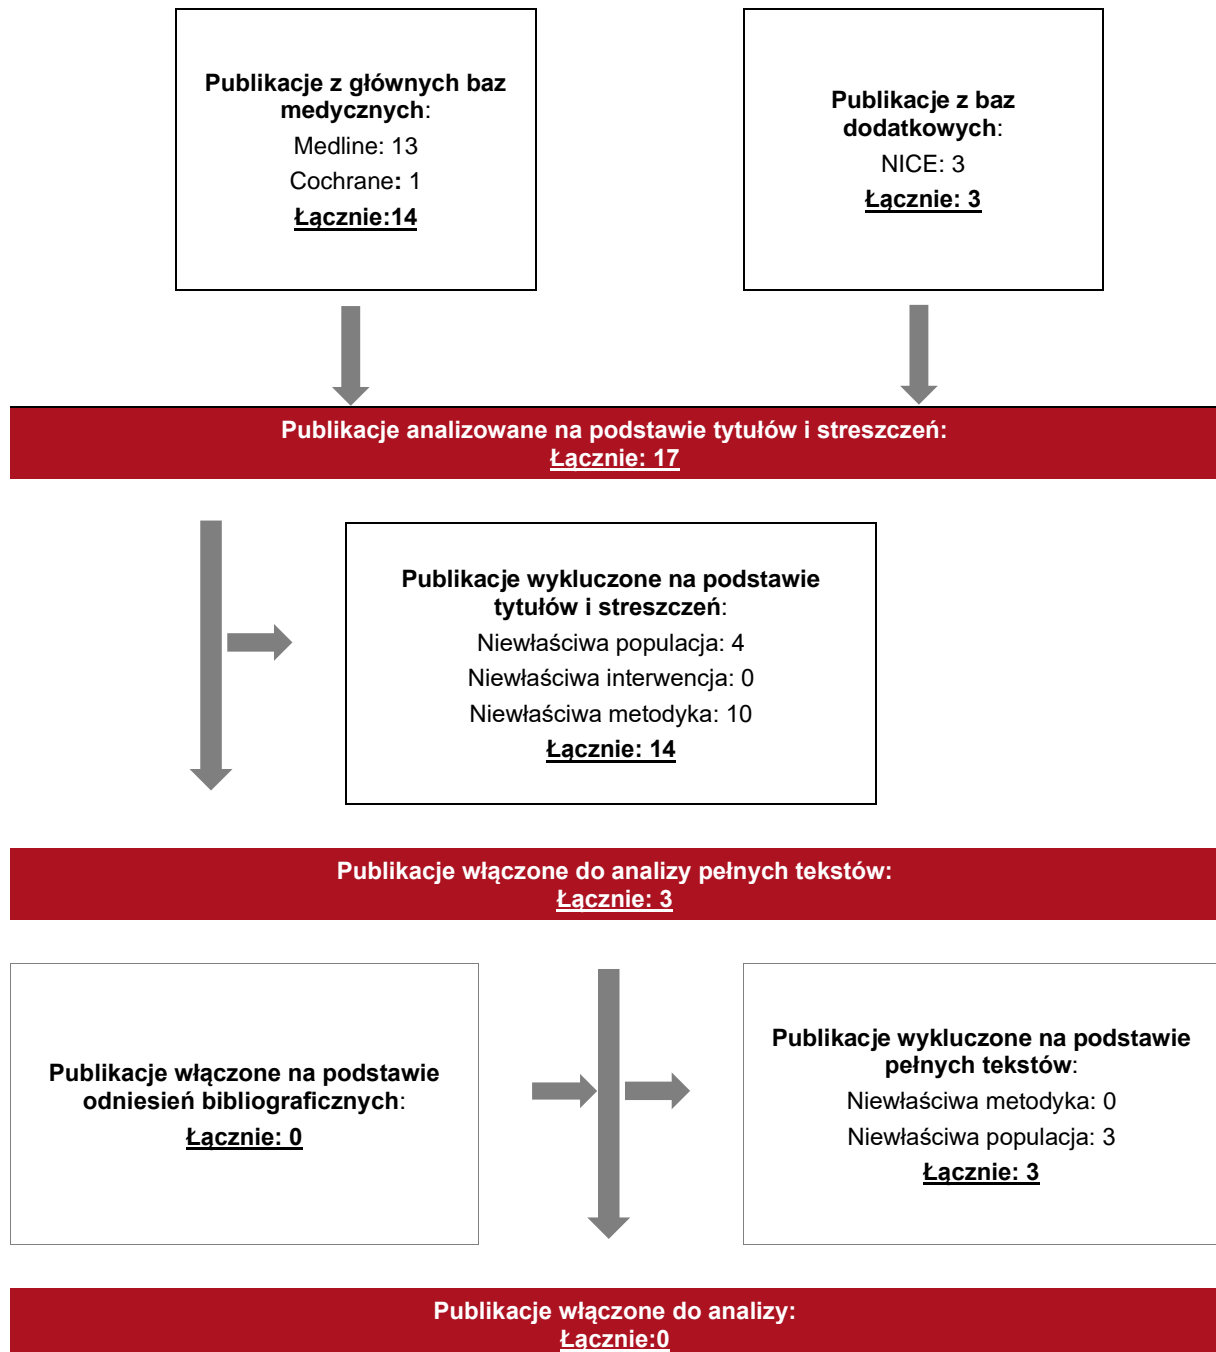 Publikacje z głównych baz
medycznych:
Medline: 13
Cochrane: 1
Łącznie:14
Publikacje z baz
dodatkowych:
NICE: 3
Łącznie: 3
Publikacje analizowane na podstawie tytułów i streszczeń:
Łącznie: 17
Publikacje wykluczone na podstawie
tytułów i streszczeń:
Niewłaściwa populacja: 4
Niewłaściwa interwencja: 0
Niewłaściwa metodyka: 10
Łącznie: 14
Publikacje włączone do analizy pełnych tekstów:
Łącznie: 3
Publikacje włączone na podstawie
odniesień bibliograficznych:
Łącznie: 0
Publikacje wykluczone na podstawie
pełnych tekstów:
Niewłaściwa metodyka: 0
Niewłaściwa populacja: 3
Łącznie: 3
Publikacje włączone do analizy:
Łącznie:0